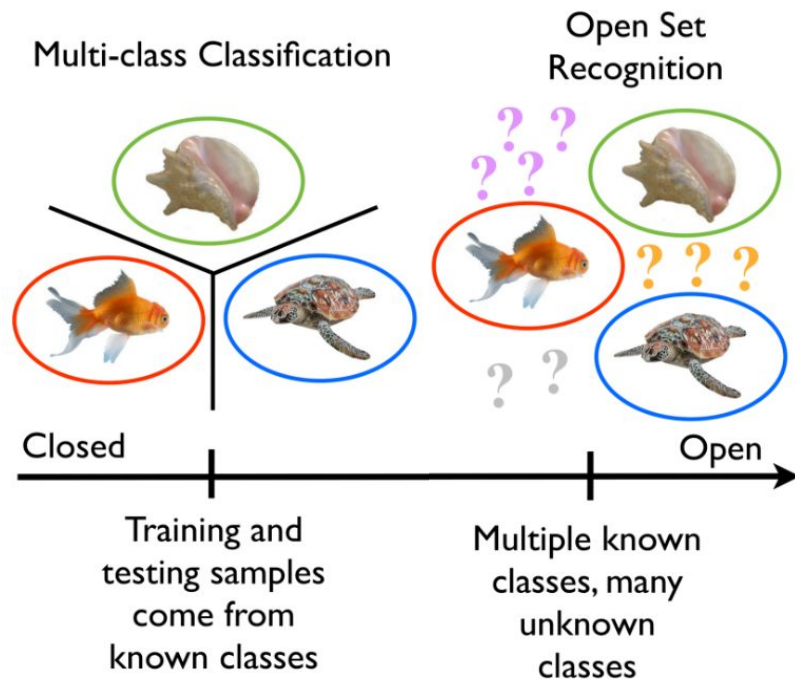 Multi-class Classification
Open Set
Recognition
? ?
? ?
? ? ?
? ?
Closed
Open
Training and
testing samples
come from
known classes
Multiple known
classes, many
unknown
classes